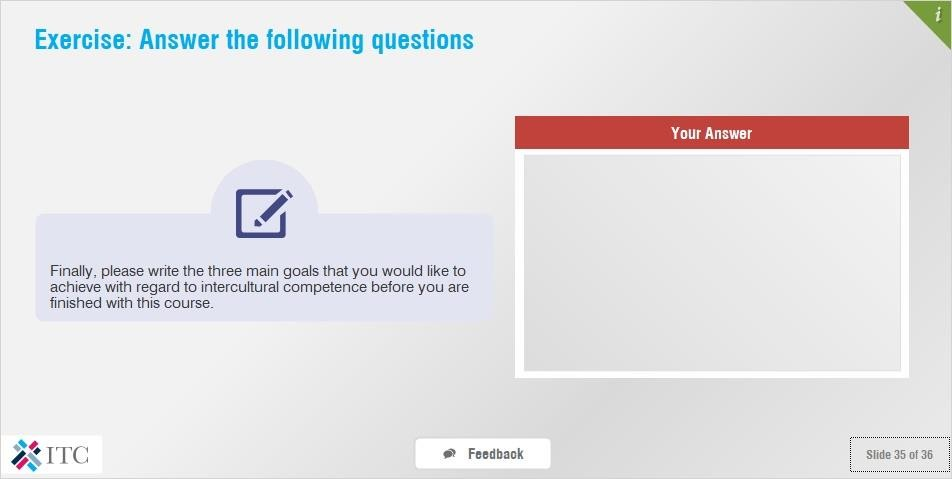 i
Exercise: Answer the following questions
Your Answer
Finally, please write the three main goals that you would like to
achieve with regard to intercultural competence before you are
finished with this course.
ITC
Feedback
Slide 35 of 36